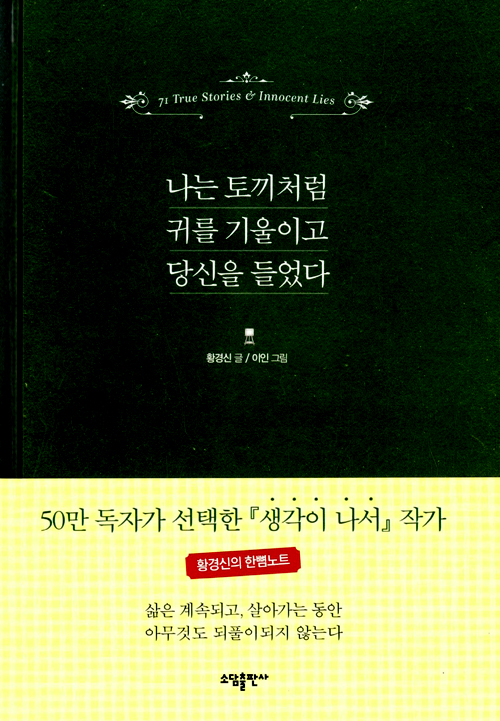 71 True Stories & Innocent Lies
나는 토끼처럼
귀를 기울이고
당신을 들었다
황경신 글 / 이인 그림
50만 독자가 선택한 『생각이 나서』 작가
황경신의 한뼘노트
삶은 계속되고, 살아가는 동안
아무것도 되풀이되지 않는다
소담출판사